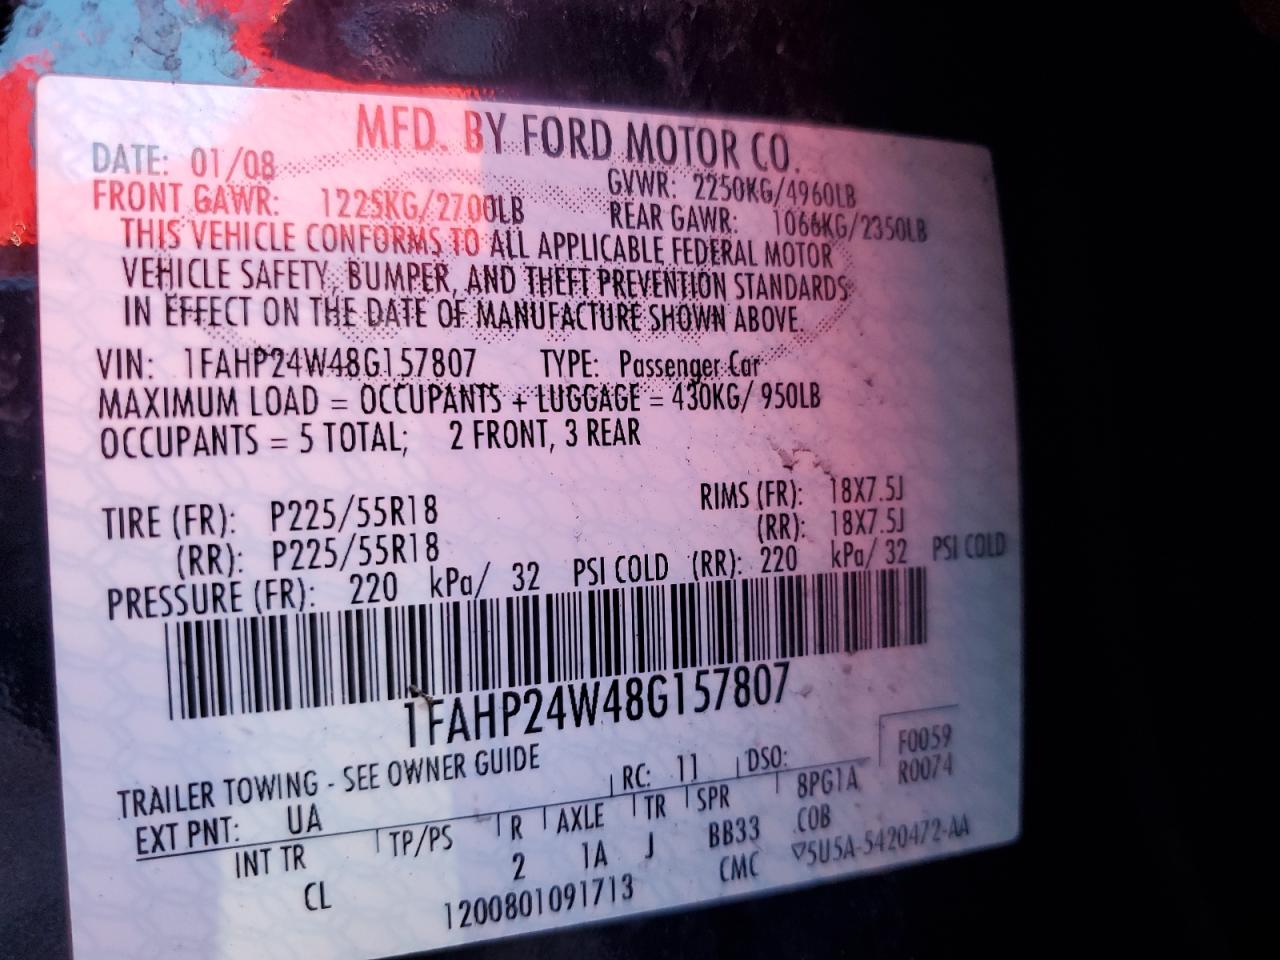 MFD. BY FORD MOTOR CO.
DATE: 01/08 GVWR: 2250KG/4960LB
FRONT GAWR: 1225KG/2700LB REAR GAWR: 1066KG/2350LB
THIS VEHICLE CONFORMS TO ALL APPLICABLE FEDERAL MOTOR
VEHICLE SAFETY, BUMPER, AND THEFT PREVENTION STANDARDS
IN EFFECT ON THE DATE OF MANUFACTURE SHOWN ABOVE.
VIN: 1FAHP24W48G157807 TYPE: Passenger Car
MAXIMUM LOAD = OCCUPANTS + LUGGAGE = 430KG/ 950LB
OCCUPANTS = 5 TOTAL; 2 FRONT, 3 REAR
TIRE (FR): P225/55R18 RIMS (FR): 18X7.5J
(RR): P225/55R18 (RR): 18X7.5J
PRESSURE (FR): 220 kPa/ 32 PSI COLD (RR): 220 kPa/ 32 PSI COLD
1FAHP24W48G157807
TRAILER TOWING - SEE OWNER GUIDE
F0059
EXT PNT: UA RC: 11 DSO: R0074
INT TR TP/PS R AXLE TR SPR 8PG1A
CL 2 1A J BB33 COB
1200801091713 CMC ▽5U5A-5420472-AA